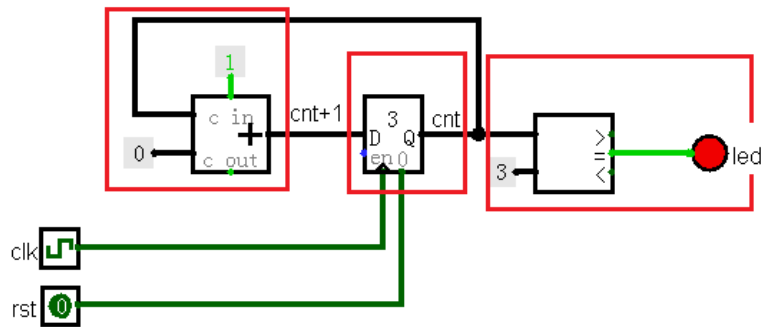 1
c in
+
c out
0
cnt+1
3
D Q
en 0
cnt
>
=
<
3
led
clk
rst
0